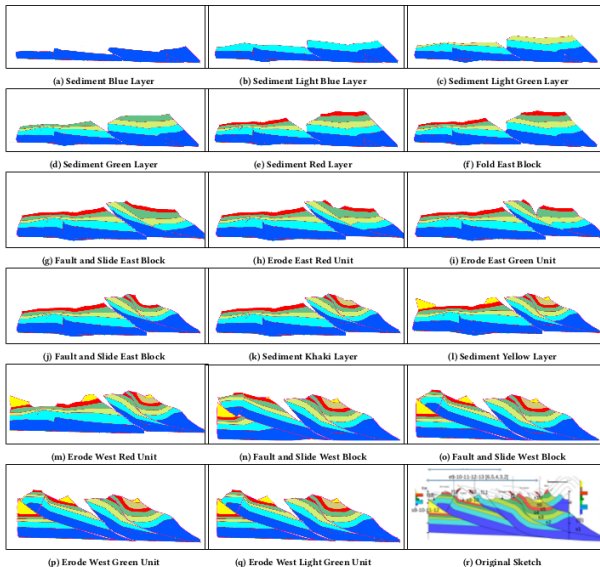 (a) Sediment Blue Layer
(b) Sediment Light Blue Layer
(c) Sediment Light Green Layer
(d) Sediment Green Layer
(e) Sediment Red Layer
(f) Fold East Block
(g) Fault and Slide East Block
(h) Erode East Red Unit
(i) Erode East Green Unit
(j) Fault and Slide East Block
(k) Sediment Khaki Layer
(l) Sediment Yellow Layer
(m) Erode West Red Unit
(n) Fault and Slide West Block
(o) Fault and Slide West Block
(p) Erode West Green Unit
(q) Erode West Light Green Unit
(r) Original Sketch